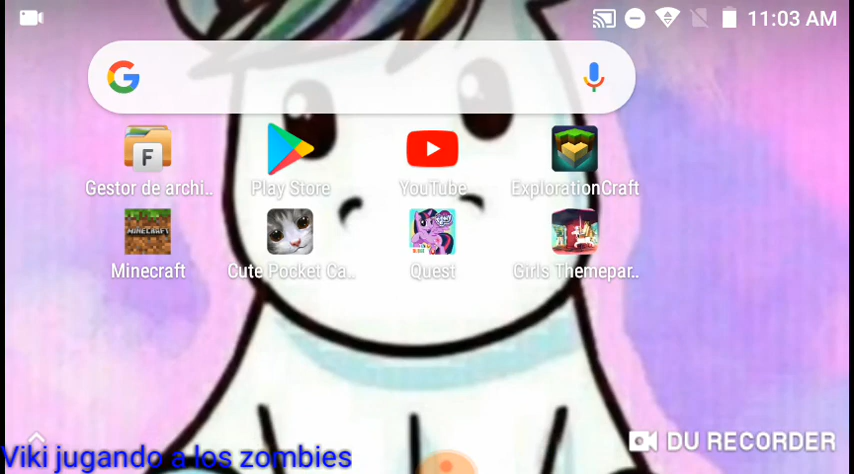 11:03 AM
G
F
Gestor de archi..
Play Store
YouTube
ExplorationCraft
MINECRAFT
Minecraft
Cute Pocket Ca..
Quest
Girls Themepar..
DU RECORDER
Viki jugando a los zombies